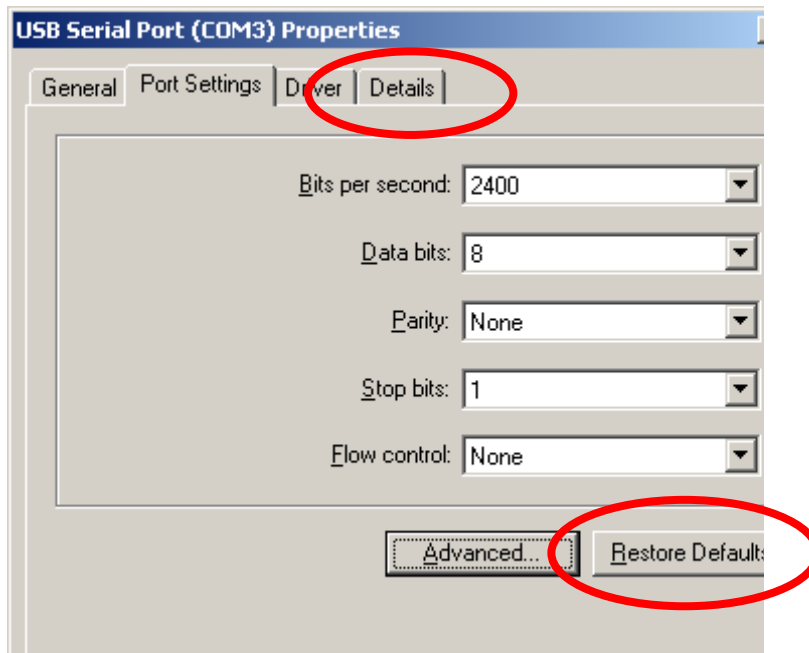 USB Serial Port (COM3) Properties
General Port Settings Driver Details
Bits per second: 2400
Data bits: 8
Parity: None
Stop bits: 1
Flow control: None
Advanced... Restore Defaults